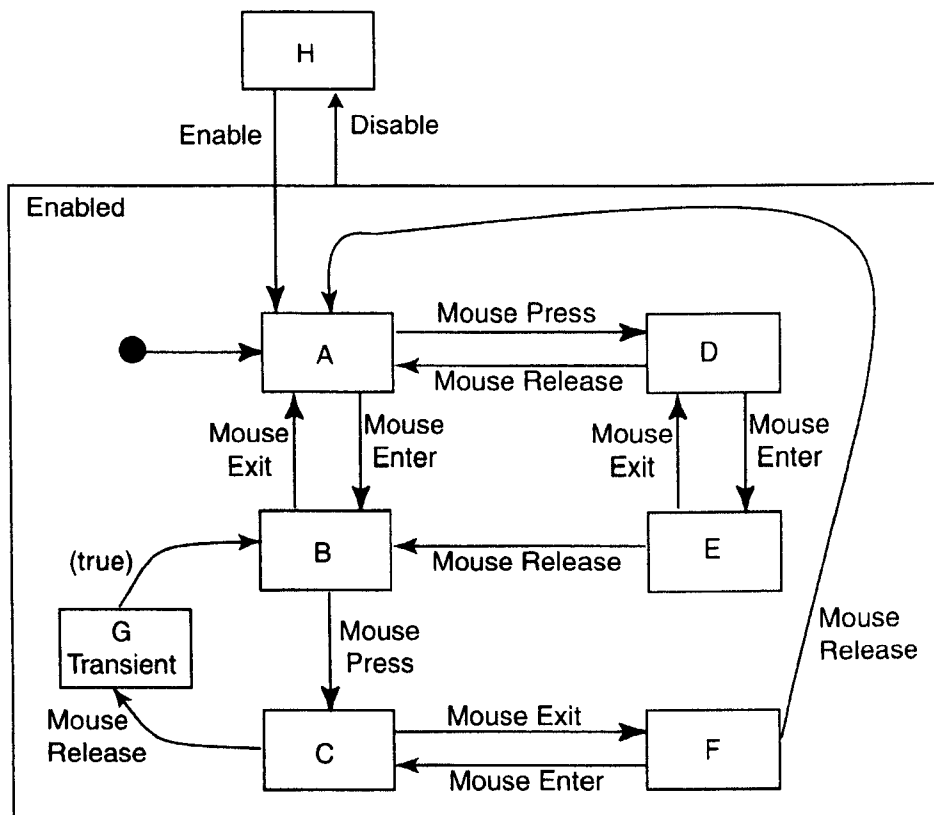 H
Enable
Disable
Enabled
Mouse Press
A
D
Mouse Release
Mouse
Exit
Mouse
Enter
Mouse
Exit
Mouse
Enter
(true)
B
Mouse Release
E
G
Transient
Mouse
Press
Mouse
Release
Mouse
Release
C
Mouse Exit
F
Mouse Enter